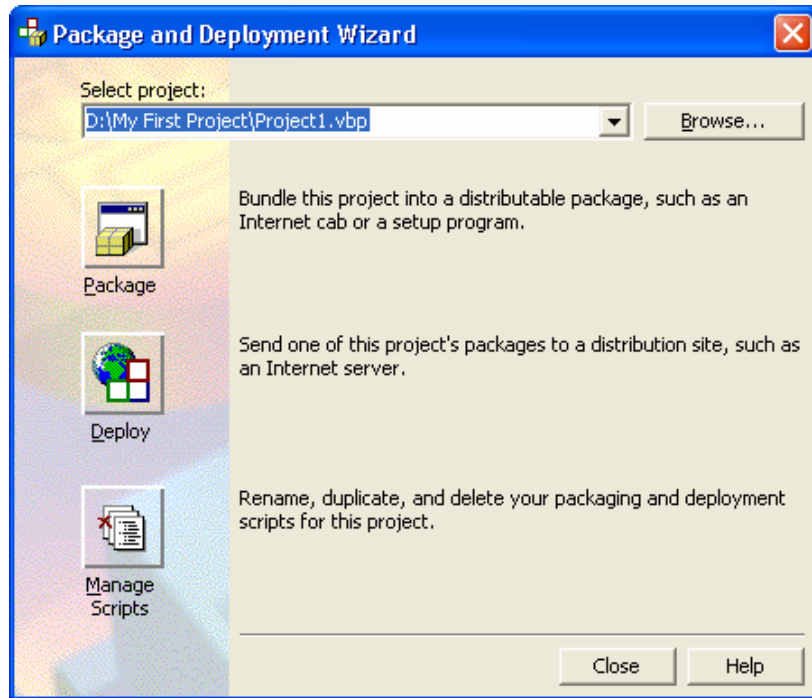 Package and Deployment Wizard
Select project:
D:\My First Project\Project1.vbp
Browse...
Bundle this project into a distributable package, such as an
Internet cab or a setup program.
Package
Send one of this project's packages to a distribution site, such as
an Internet server.
Deploy
Rename, duplicate, and delete your packaging and deployment
scripts for this project.
Manage
Scripts
Close
Help